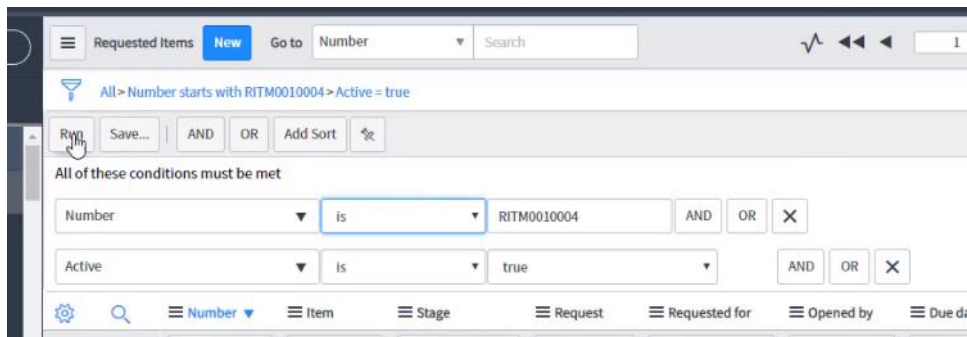 Requested Items New Go to Number Search 1
All > Number starts with RITM0010004 > Active = true
Run Save... AND OR Add Sort
All of these conditions must be met
Number is RITM0010004 AND OR
Active is true AND OR
Number Item Stage Request Requested for Opened by Due da